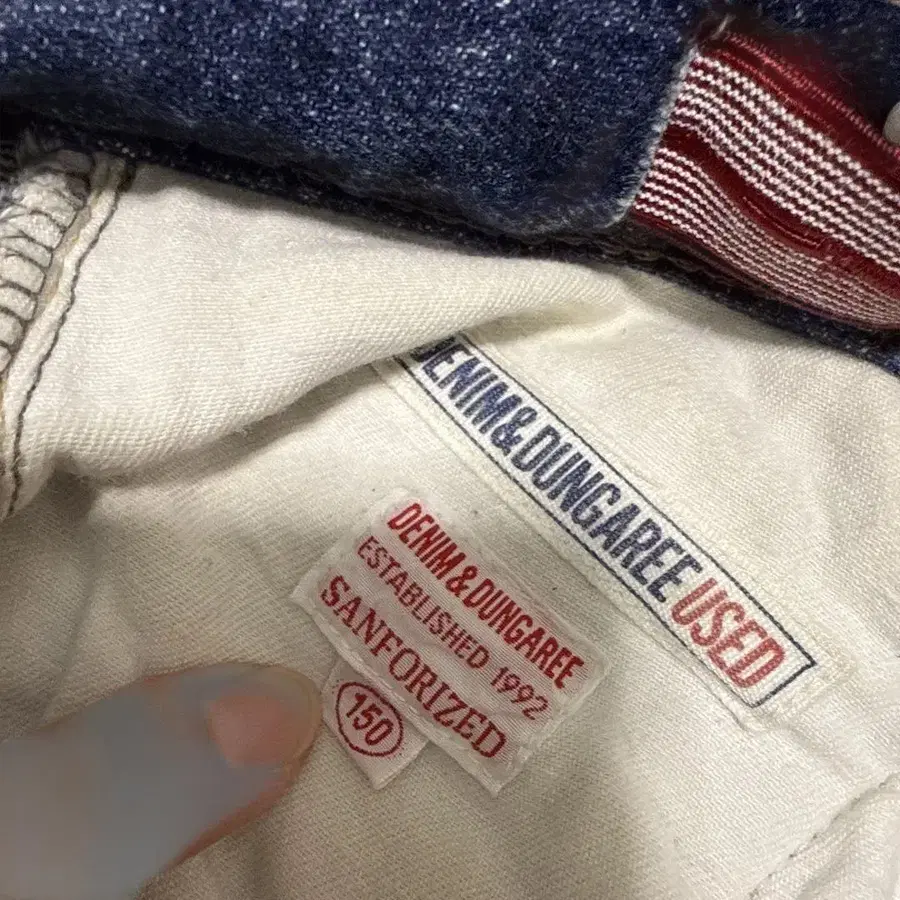 DENIM&DUNGAREE USED
DENIM & DUNGAREE
ESTABLISHED 1992
SANFORIZED
150